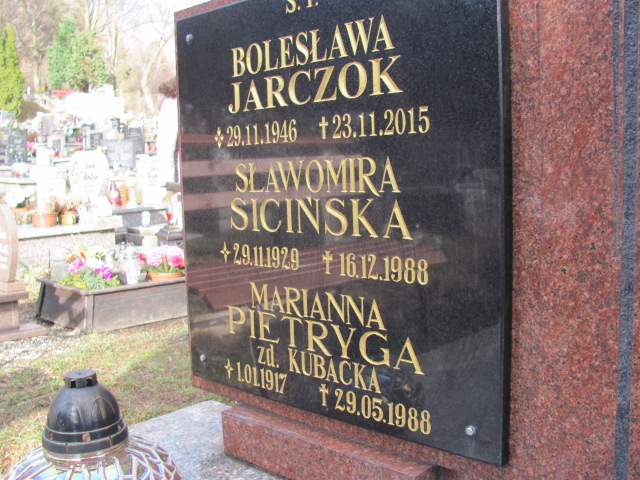 Ś. P.
BOLESŁAWA
JARCZOK
29.11.1946 23.11.2015
SŁAWOMIRA
SICIŃSKA
29.11.1929 16.12.1988
MARIANNA
PIETRYGA
zd. KUBACKA
1.01.1917 29.05.1988